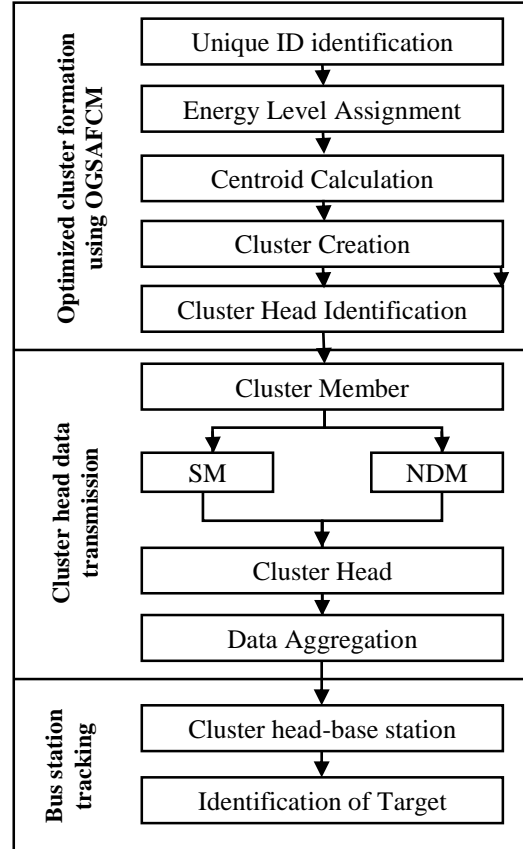 Optimized cluster formation
using OGSAFCM
Unique ID identification
Energy Level Assignment
Centroid Calculation
Cluster Creation
Cluster Head Identification
Cluster head data
transmission
Cluster Member
SM
NDM
Cluster Head
Data Aggregation
Bus station
tracking
Cluster head-base station
Identification of Target